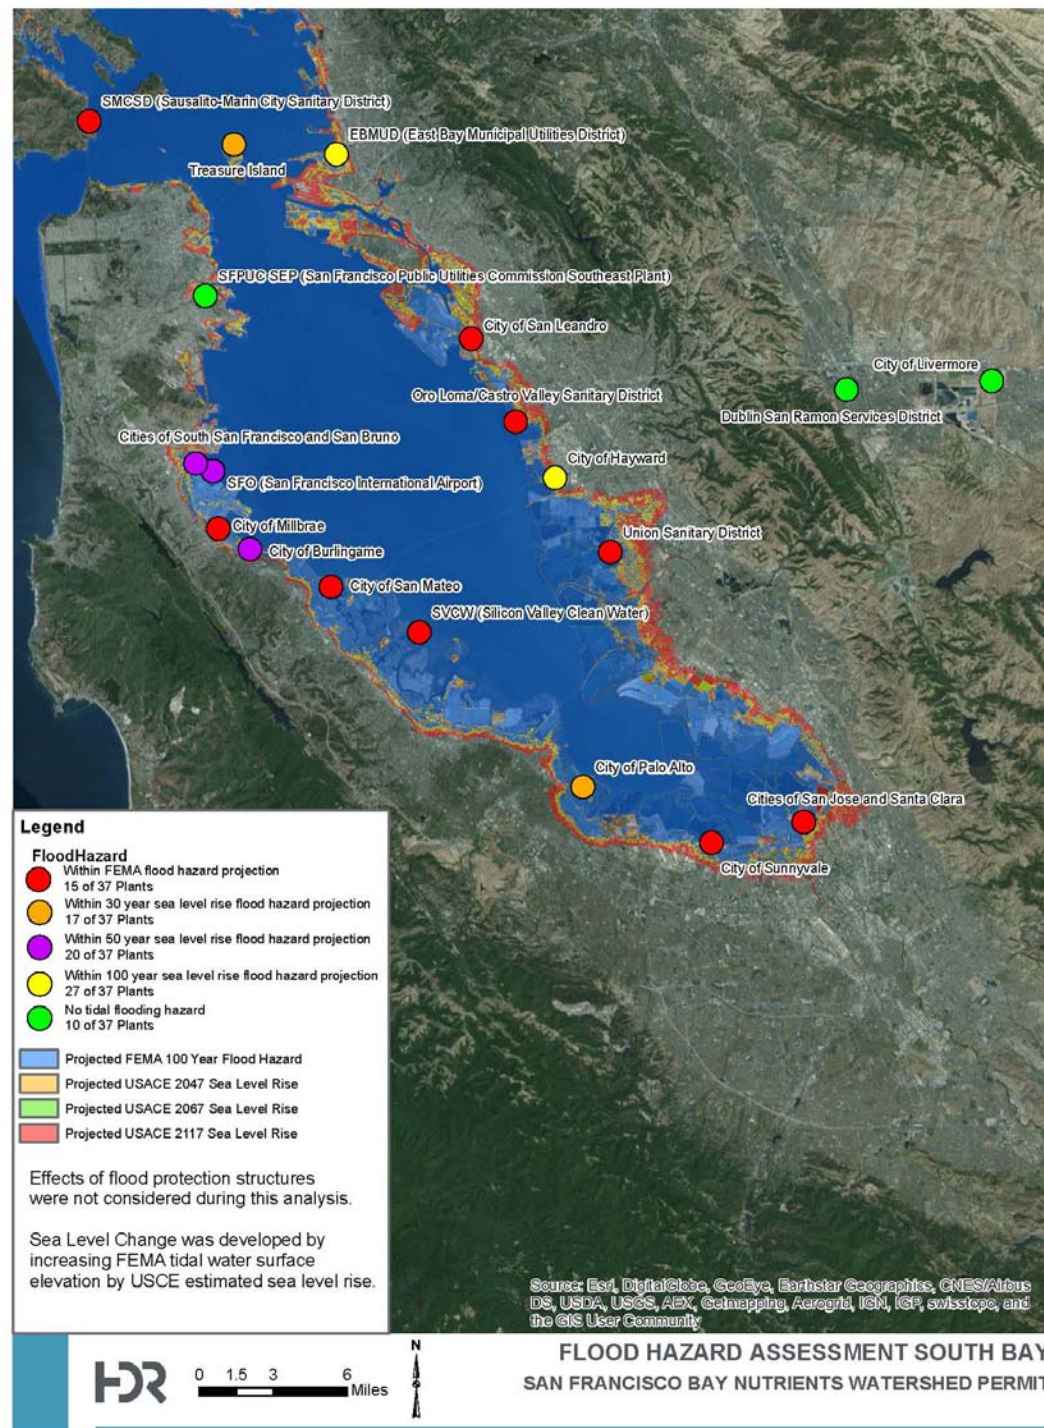 SMCSD (Sausalito-Marin City Sanitary District)
EBMUD (East Bay Municipal Utilities District)
Treasure Island
SFPUC SEP (San Francisco Public Utilities Commission Southeast Plant)
City of San Leandro
City of Livermore
Oro Loma/Castro Valley Sanitary District
Dublin San Ramon Services District
Cities of South San Francisco and San Bruno
City of Hayward
SFO (San Francisco International Airport)
City of Millbrae
Union Sanitary District
City of Burlingame
City of San Mateo
SVCW (Silicon Valley Clean Water)
City of Palo Alto
Cities of San Jose and Santa Clara
City of Sunnyvale
Legend
FloodHazard
Within FEMA flood hazard projection
15 of 37 Plants
Within 30 year sea level rise flood hazard projection
17 of 37 Plants
Within 50 year sea level rise flood hazard projection
20 of 37 Plants
Within 100 year sea level rise flood hazard projection
27 of 37 Plants
No tidal flooding hazard
10 of 37 Plants
Projected FEMA 100 Year Flood Hazard
Projected USACE 2047 Sea Level Rise
Projected USACE 2067 Sea Level Rise
Projected USACE 2117 Sea Level Rise
Effects of flood protection structures
were not considered during this analysis.
Sea Level Change was developed by
increasing FEMA tidal water surface
elevation by USCE estimated sea level rise.
Source: Esri, DigitalGlobe, GeoEye, Earthstar Geographics, CNES/Airbus
DS, USDA, USGS, AEX, Getmapping, Aerogrid, IGN, IGP, swisstopo, and
the GIS User Community
HDR
0 1.5 3 6
Miles
N
FLOOD HAZARD ASSESSMENT SOUTH BAY
SAN FRANCISCO BAY NUTRIENTS WATERSHED PERMIT